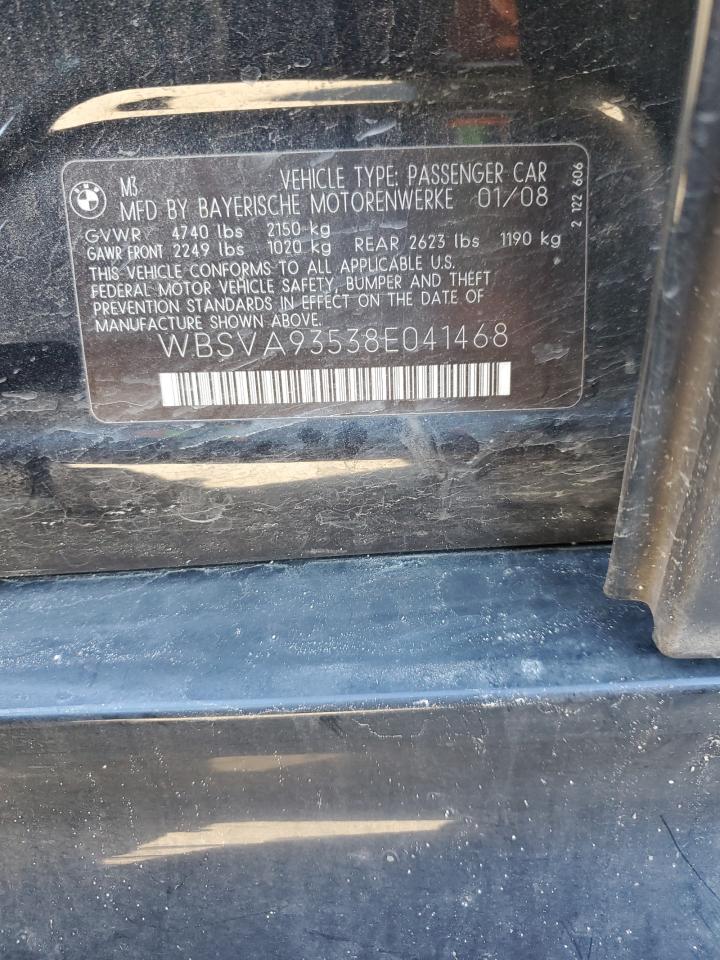 M3 VEHICLE TYPE: PASSENGER CAR
MFD BY BAYERISCHE MOTORENWERKE 01/08
GVWR 4740 lbs 2150 kg
GAWR FRONT 2249 lbs 1020 kg REAR 2623 lbs 1190 kg
THIS VEHICLE CONFORMS TO ALL APPLICABLE U.S.
FEDERAL MOTOR VEHICLE SAFETY, BUMPER AND THEFT
PREVENTION STANDARDS IN EFFECT ON THE DATE OF
MANUFACTURE SHOWN ABOVE.
WBSVA93538E041468
2 122 606
BMW